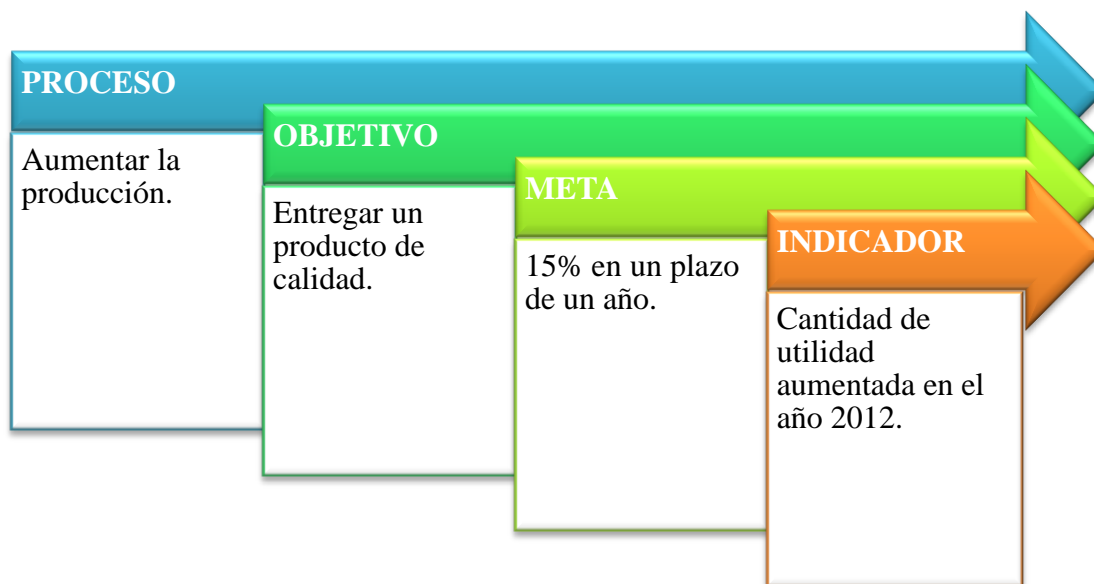 PROCESO
Aumentar la
producción.
OBJETIVO
Entregar un
producto de
calidad.
META
15% en un plazo
de un año.
INDICADOR
Cantidad de
utilidad
aumentada en el
año 2012.